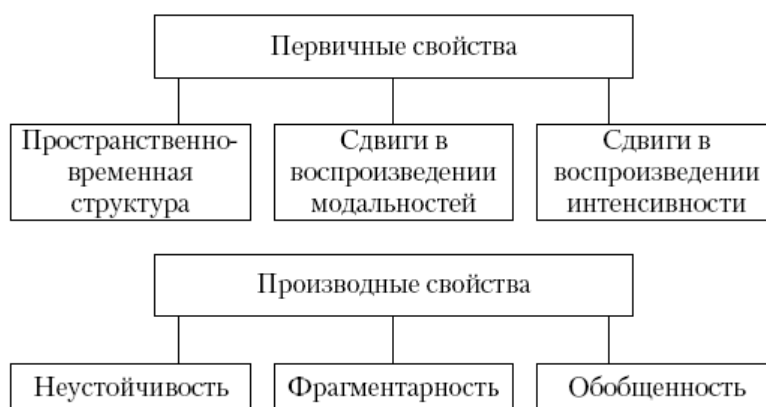 Первичные свойства
Пространственно-
временная
структура
Сдвиги в
воспроизведении
модальностей
Сдвиги в
воспроизведении
интенсивности
Производные свойства
Неустойчивость
Фрагментарность
Обобщенность